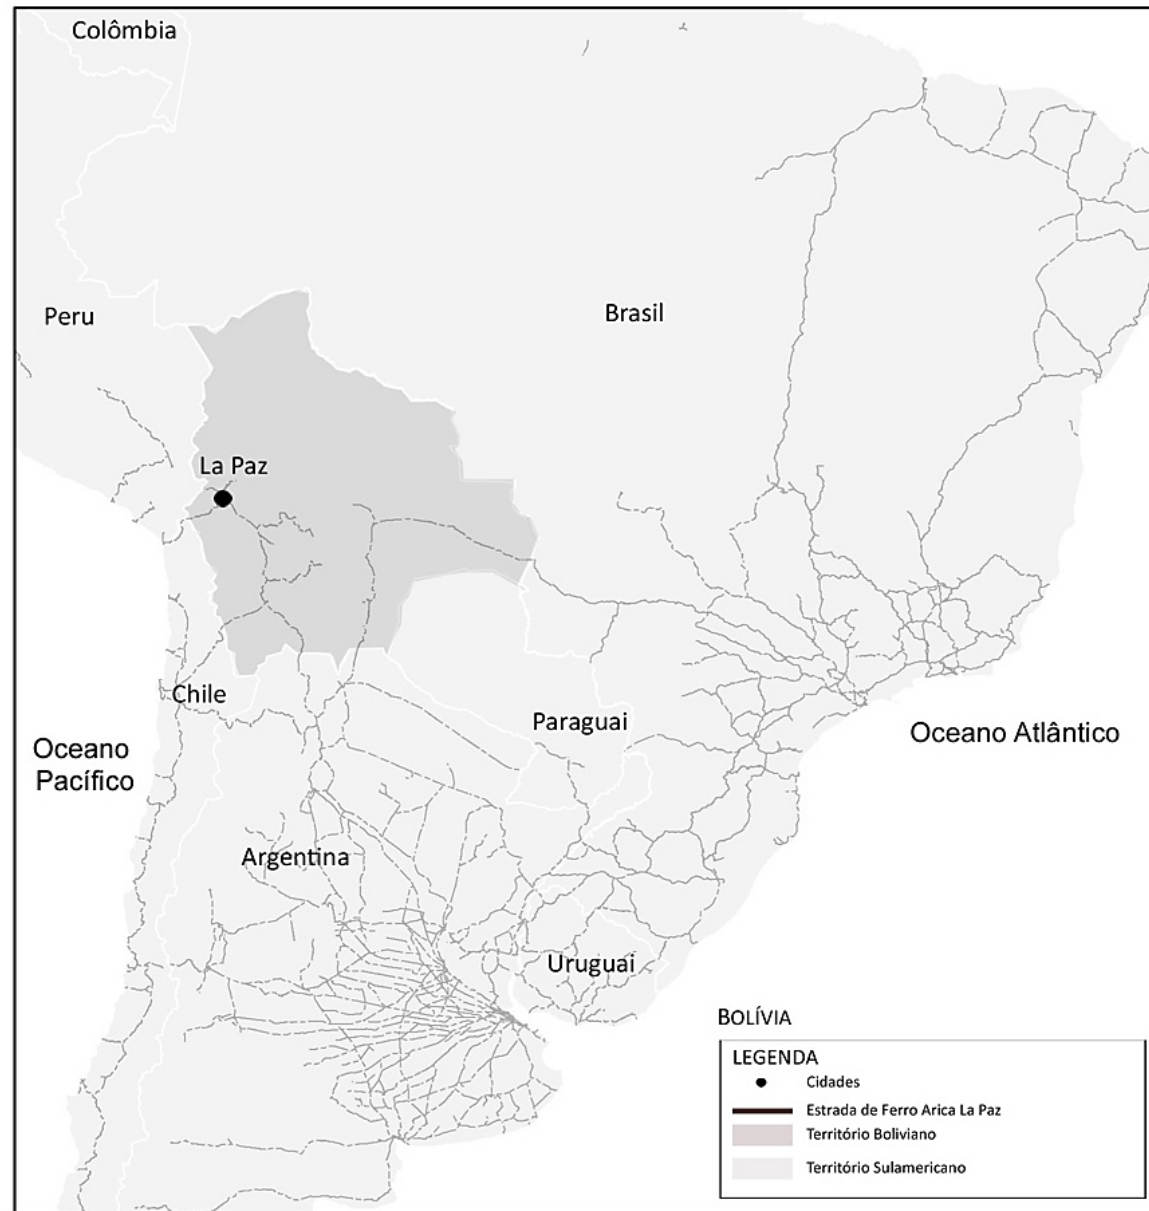 Colômbia
Peru
Brasil
La Paz
Chile
Paraguai
Oceano
Pacífico
Oceano Atlântico
Argentina
Uruguai
BOLÍVIA
LEGENDA
Cidades
Estrada de Ferro Arica La Paz
Território Boliviano
Território Sulamericano